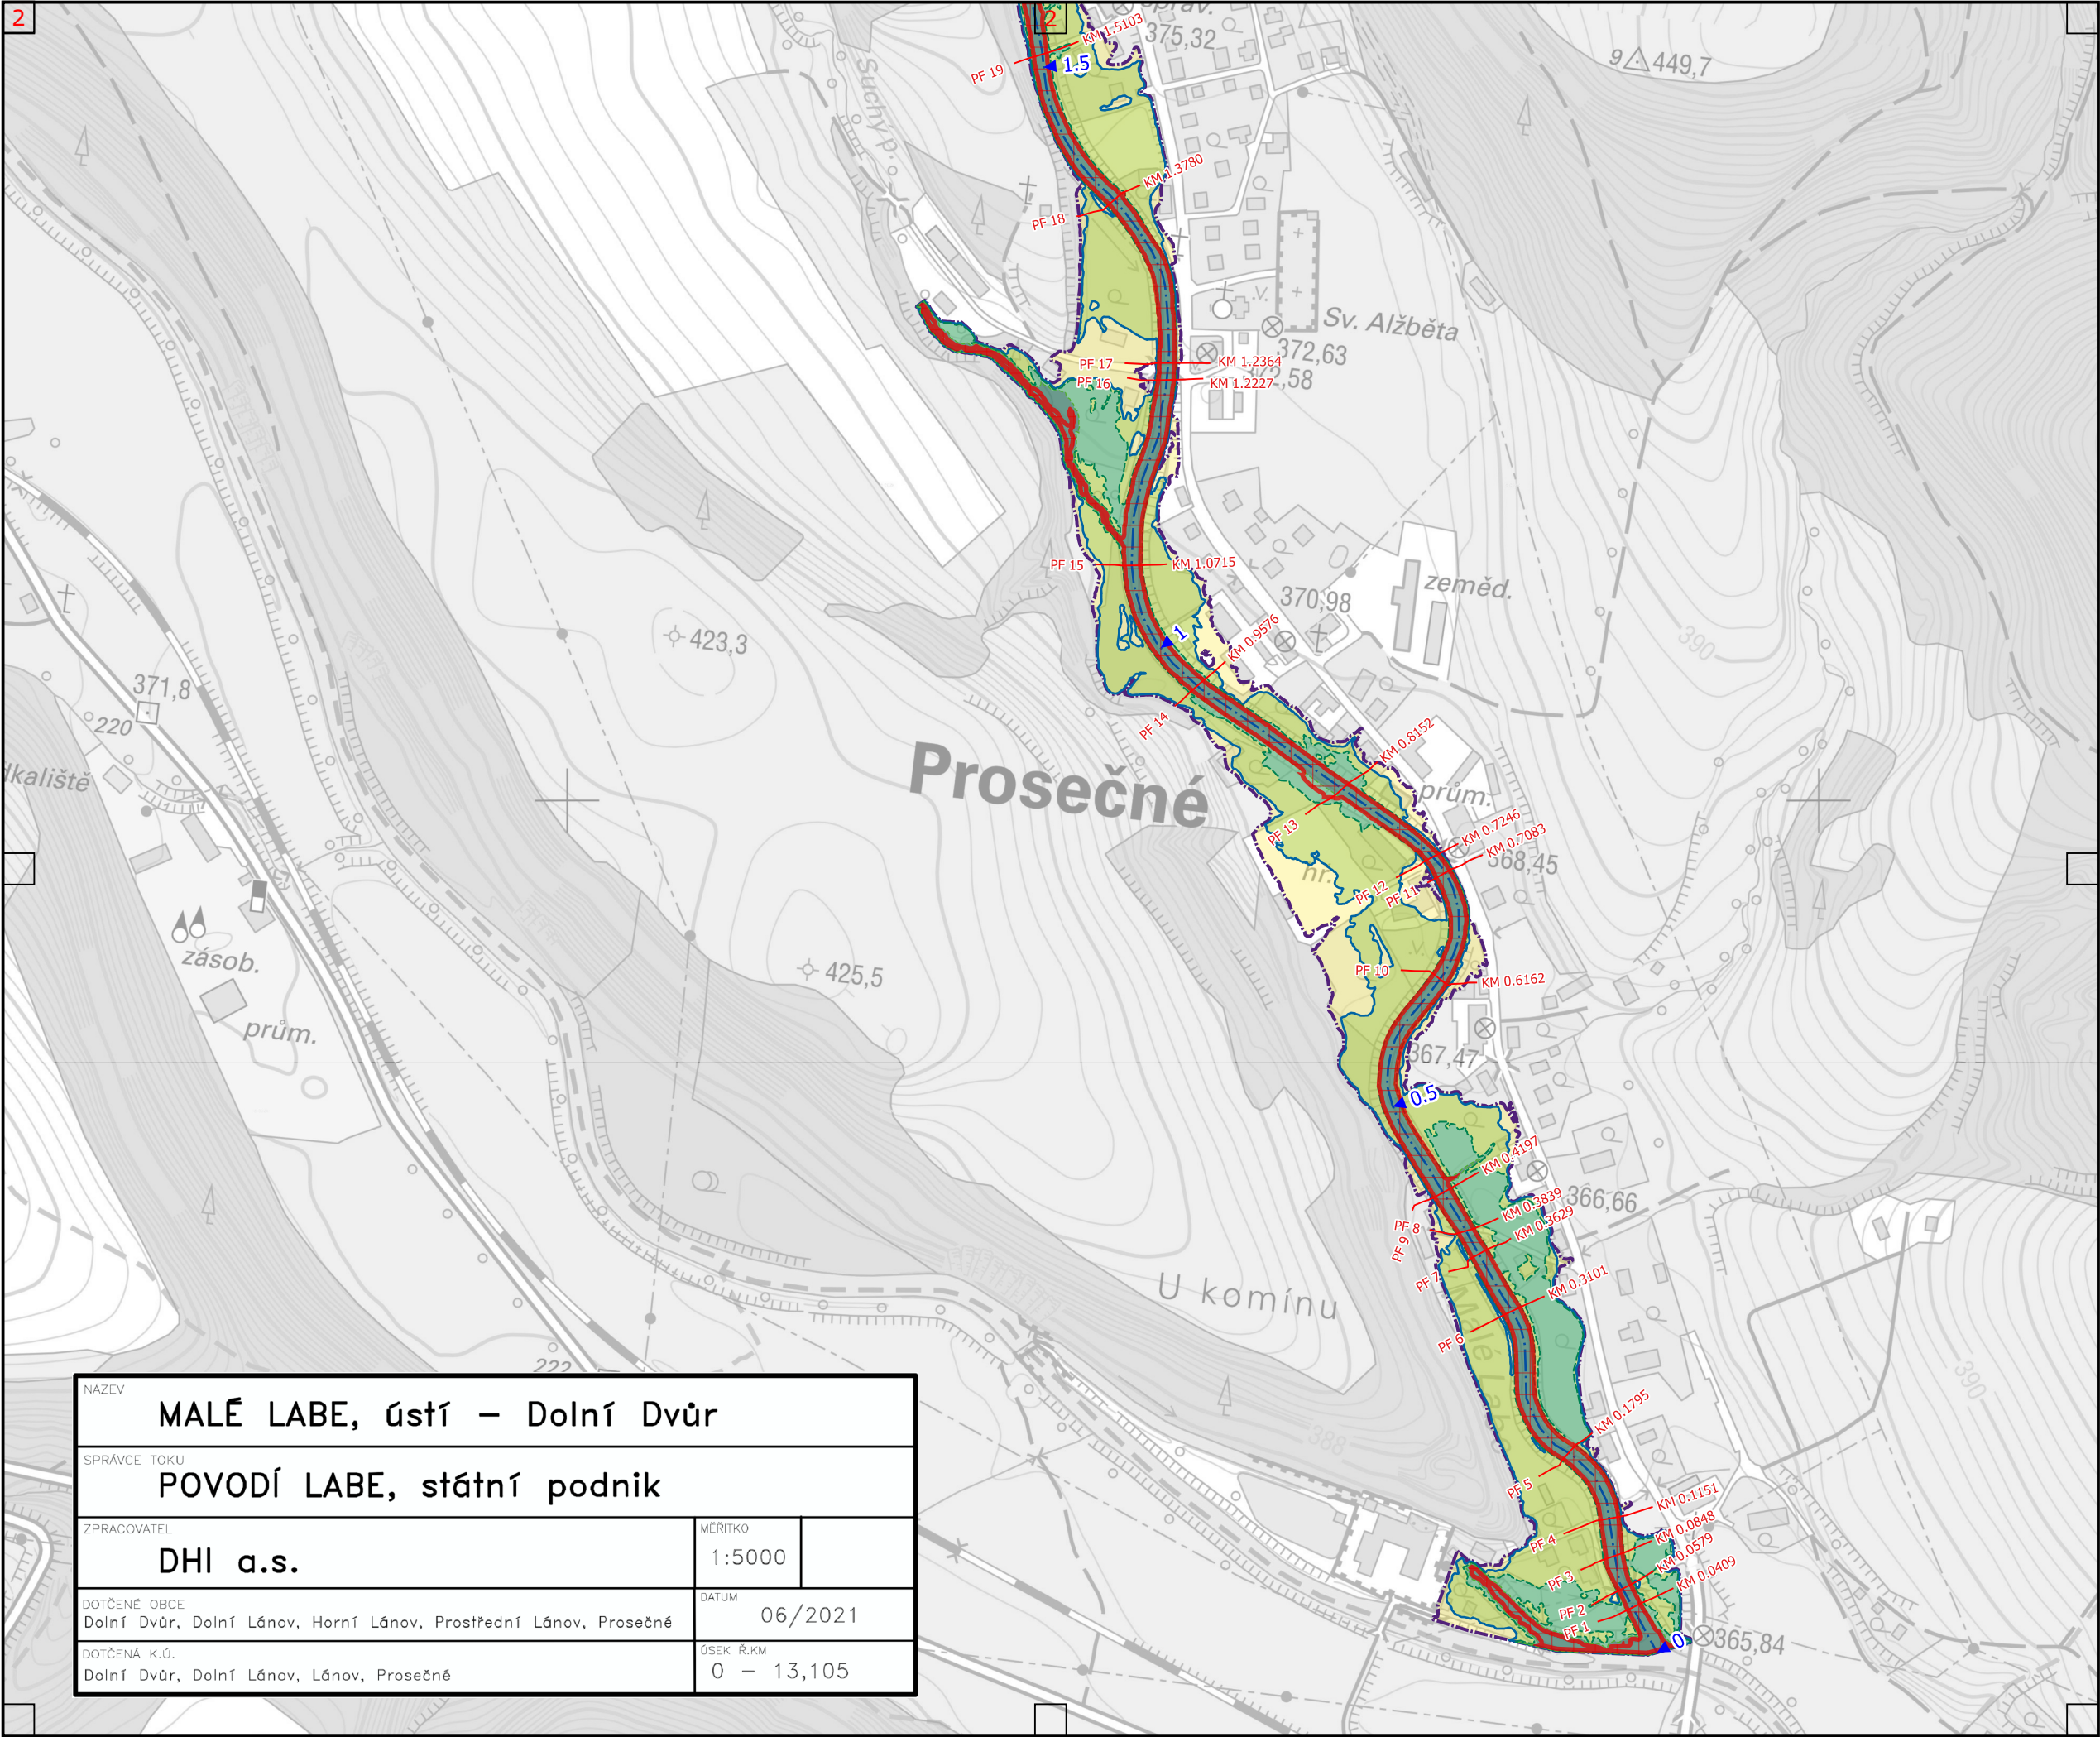 2
2
správ.
KM 1.5103
375,32
PF 19
1.5
9 449,7
Suchý p.
KM 1.3780
PF 18
Sv. Alžběta
372,63
PF 17
KM 1.2364
PF 16
KM 1.2227
PF 15
KM 1.0715
370,98
zeměd.
1
KM 0.9576
423,3
390
371,8
220
PF 14
KM 0.8152
Prosečné
prům.
PF 13
KM 0.7246
KM 0.7083
368,45
hř.
PF 12
PF 11
zásob.
425,5
PF 10
KM 0.6162
prům.
367,47
0.5
KM 0.4197
366,66
KM 0.3839
PF 8
KM 0.3629
PF 9
PF 7
KM 0.3101
U komínu
PF 6
Malé Labe
222
390
KM 0.1795
398
PF 5
KM 0.1151
PF 4
KM 0.0848
KM 0.0579
PF 3
KM 0.0409
PF 2
PF 1
0
365,84
NÁZEV
MALÉ LABE, ústí – Dolní Dvůr
SPRÁVCE TOKU
POVODÍ LABE, státní podnik
ZPRACOVATEL
DHI a.s.
MĚŘÍTKO
1:5000
DOTČENÉ OBCE
Dolní Dvůr, Dolní Lánov, Horní Lánov, Prostřední Lánov, Prosečné
DATUM
06/2021
DOTČENÁ K.Ú.
Dolní Dvůr, Dolní Lánov, Lánov, Prosečné
ÚSEK Ř.KM
0 – 13,105